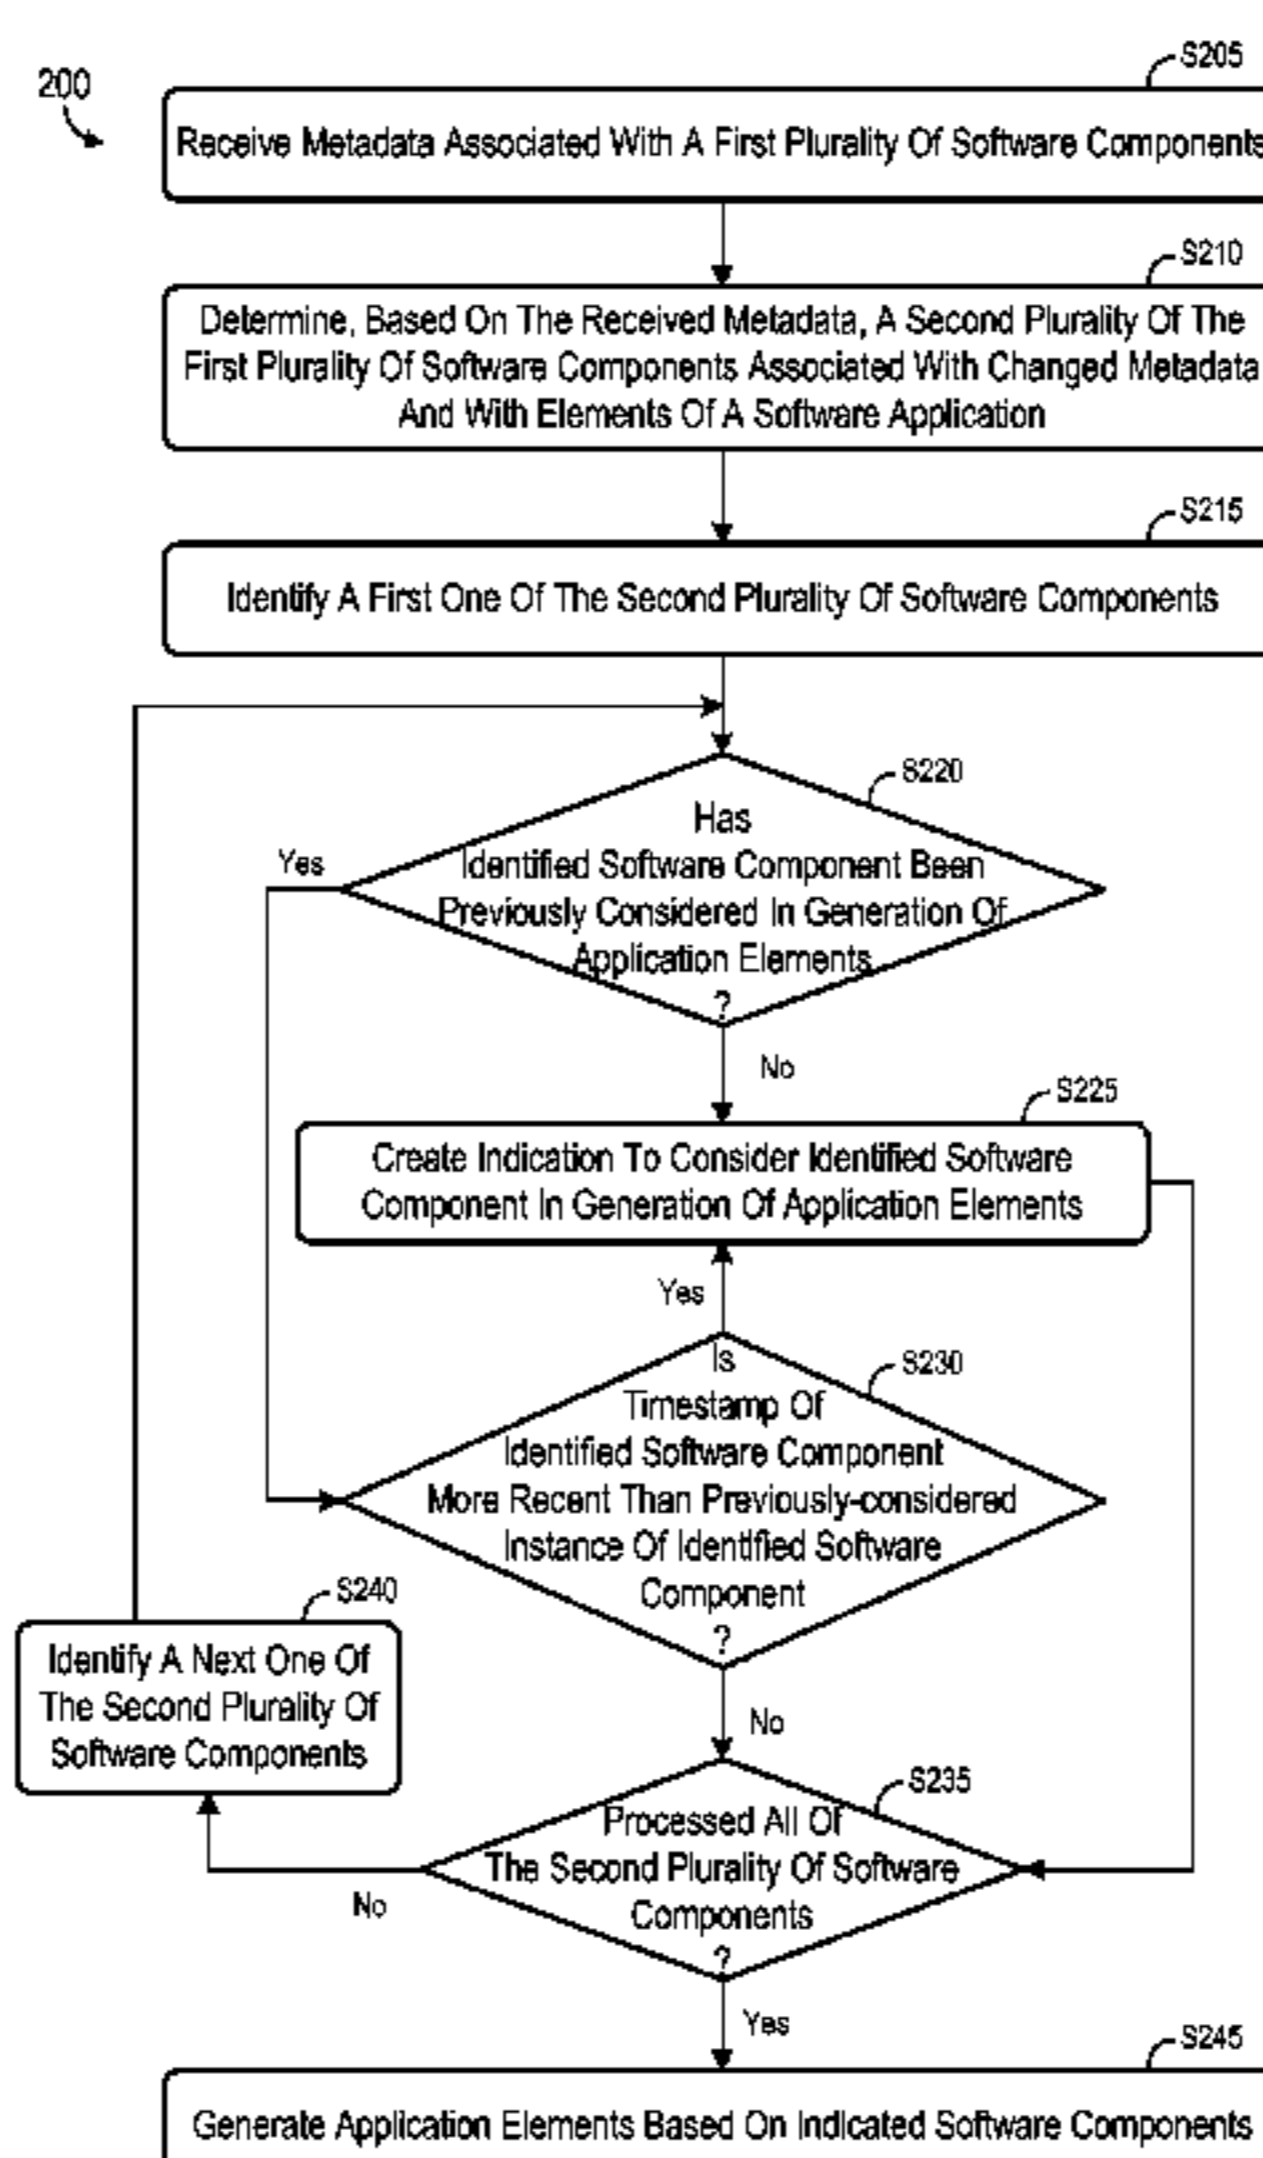 200
S205
Receive Metadata Associated With A First Plurality Of Software Components
S210
Determine, Based On The Received Metadata, A Second Plurality Of The
First Plurality Of Software Components Associated With Changed Metadata
And With Elements Of A Software Application
S215
Identify A First One Of The Second Plurality Of Software Components
S220
Has
Identified Software Component Been
Previously Considered In Generation Of
Application Elements
?
Yes
No
S225
Create Indication To Consider Identified Software
Component In Generation Of Application Elements
Yes
S230
Is
Timestamp Of
Identified Software Component
More Recent Than Previously-considered
Instance Of Identified Software
Component
?
No
S240
Identify A Next One Of
The Second Plurality Of
Software Components
S235
Processed All Of
The Second Plurality Of Software
Components
?
No
Yes
S245
Generate Application Elements Based On Indicated Software Components